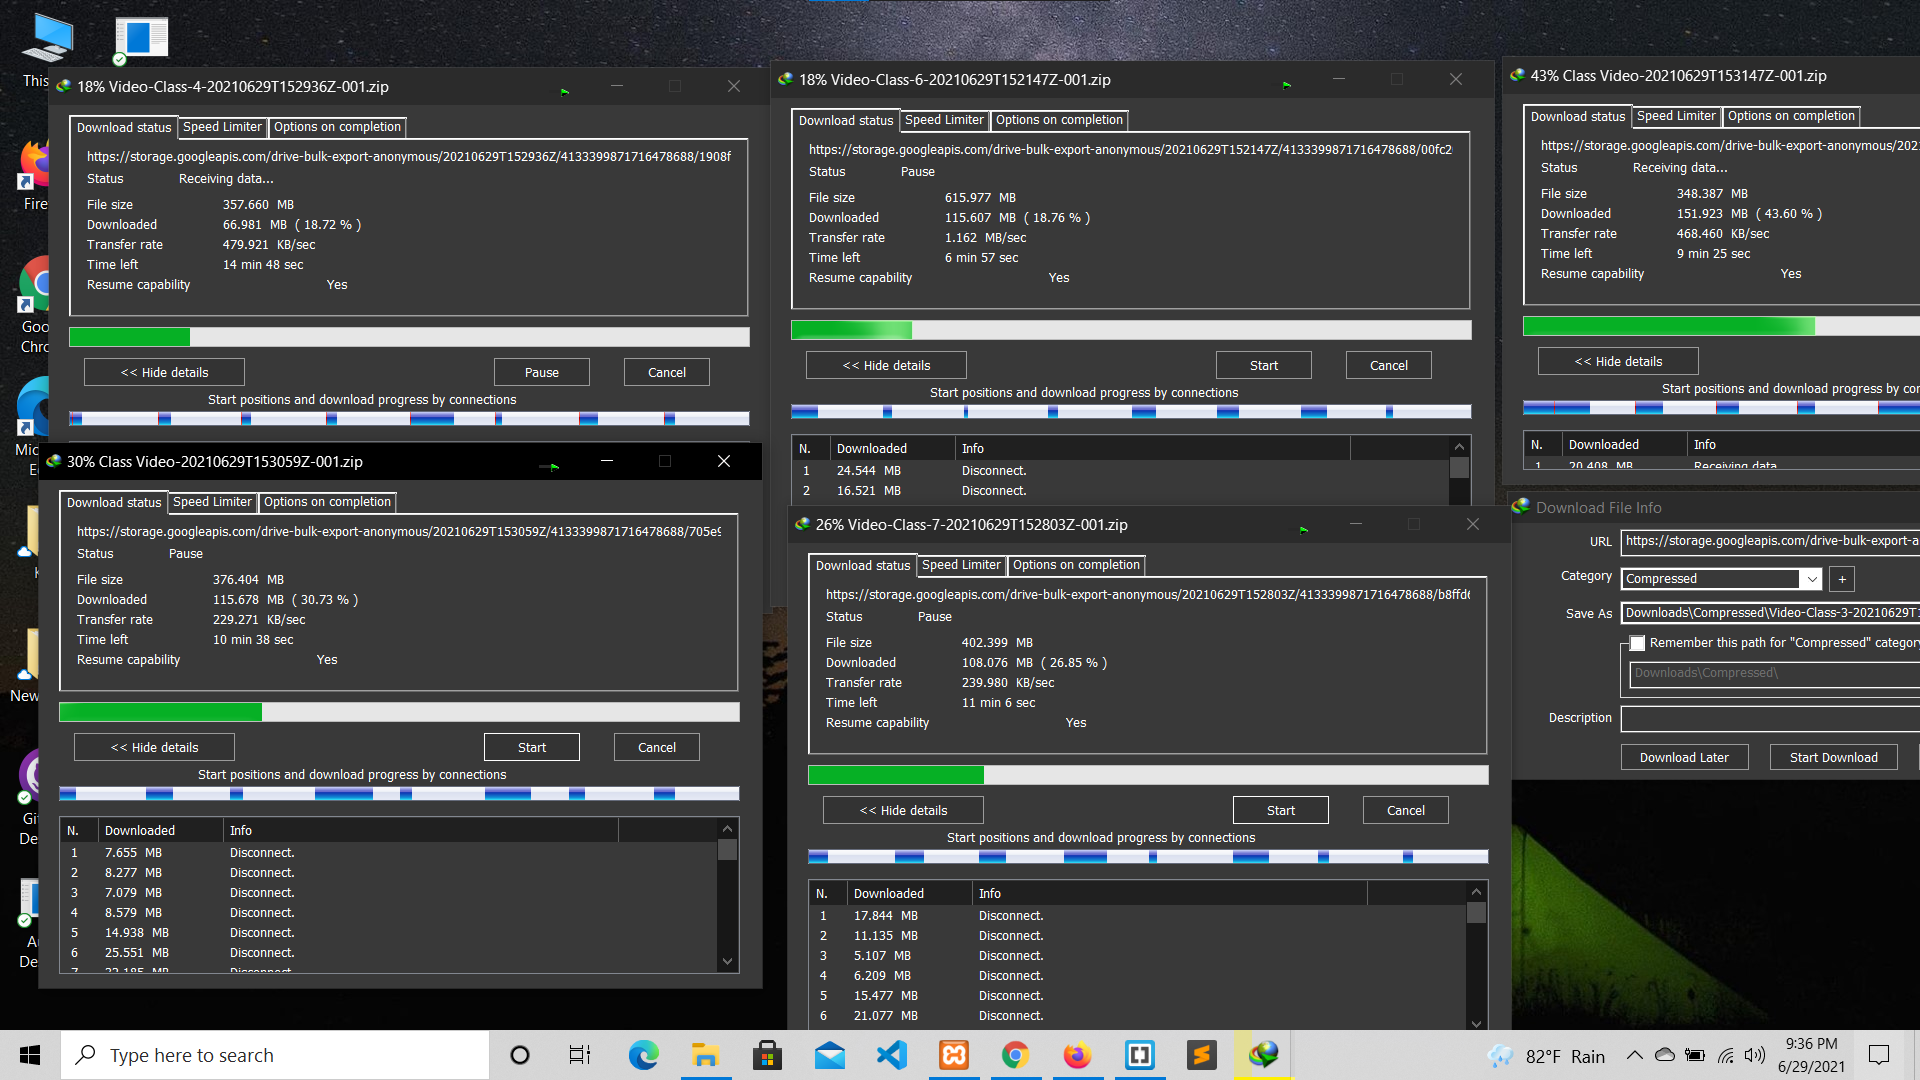 This
Fire
Goo
Chro
Mic
E
K
New
Gi
De
A
De
18% Video-Class-4-20210629T152936Z-001.zip
Download status
Speed Limiter
Options on completion
https://storage.googleapis.com/drive-bulk-export-anonymous/20210629T152936Z/4133399871716478688/1908f
Status Receiving data...
File size 357.660 MB
Downloaded 66.981 MB ( 18.72 % )
Transfer rate 479.921 KB/sec
Time left 14 min 48 sec
Resume capability Yes
<< Hide details
Pause
Cancel
Start positions and download progress by connections
18% Video-Class-6-20210629T152147Z-001.zip
Download status
Speed Limiter
Options on completion
https://storage.googleapis.com/drive-bulk-export-anonymous/20210629T152147Z/4133399871716478688/00fc2
Status Pause
File size 615.977 MB
Downloaded 115.607 MB ( 18.76 % )
Transfer rate 1.162 MB/sec
Time left 6 min 57 sec
Resume capability Yes
<< Hide details
Start
Cancel
Start positions and download progress by connections
N. Downloaded Info
1 24.544 MB Disconnect.
2 16.521 MB Disconnect.
43% Class Video-20210629T153147Z-001.zip
Download status
Speed Limiter
Options on completion
https://storage.googleapis.com/drive-bulk-export-anonymous/202
Status Receiving data...
File size 348.387 MB
Downloaded 151.923 MB ( 43.60 % )
Transfer rate 468.460 KB/sec
Time left 9 min 25 sec
Resume capability Yes
<< Hide details
Start positions and download progress by co
N. Downloaded Info
1 20.408 MB Receiving data
30% Class Video-20210629T153059Z-001.zip
Download status
Speed Limiter
Options on completion
https://storage.googleapis.com/drive-bulk-export-anonymous/20210629T153059Z/4133399871716478688/705e9
Status Pause
File size 376.404 MB
Downloaded 115.678 MB ( 30.73 % )
Transfer rate 229.271 KB/sec
Time left 10 min 38 sec
Resume capability Yes
<< Hide details
Start
Cancel
Start positions and download progress by connections
N. Downloaded Info
1 7.655 MB Disconnect.
2 8.277 MB Disconnect.
3 7.079 MB Disconnect.
4 8.579 MB Disconnect.
5 14.938 MB Disconnect.
6 25.551 MB Disconnect.
7 22.185 MB Disconnect.
26% Video-Class-7-20210629T152803Z-001.zip
Download status
Speed Limiter
Options on completion
https://storage.googleapis.com/drive-bulk-export-anonymous/20210629T152803Z/4133399871716478688/b8ffd6
Status Pause
File size 402.399 MB
Downloaded 108.076 MB ( 26.85 % )
Transfer rate 239.980 KB/sec
Time left 11 min 6 sec
Resume capability Yes
<< Hide details
Start
Cancel
Start positions and download progress by connections
N. Downloaded Info
1 17.844 MB Disconnect.
2 11.135 MB Disconnect.
3 5.107 MB Disconnect.
4 6.209 MB Disconnect.
5 15.477 MB Disconnect.
6 21.077 MB Disconnect.
Download File Info
URL https://storage.googleapis.com/drive-bulk-export-a
Category Compressed +
Save As Downloads\Compressed\Video-Class-3-20210629T1
Remember this path for "Compressed" category
Downloads\Compressed\
Description
Download Later
Start Download
Type here to search
82°F Rain
9:36 PM
6/29/2021